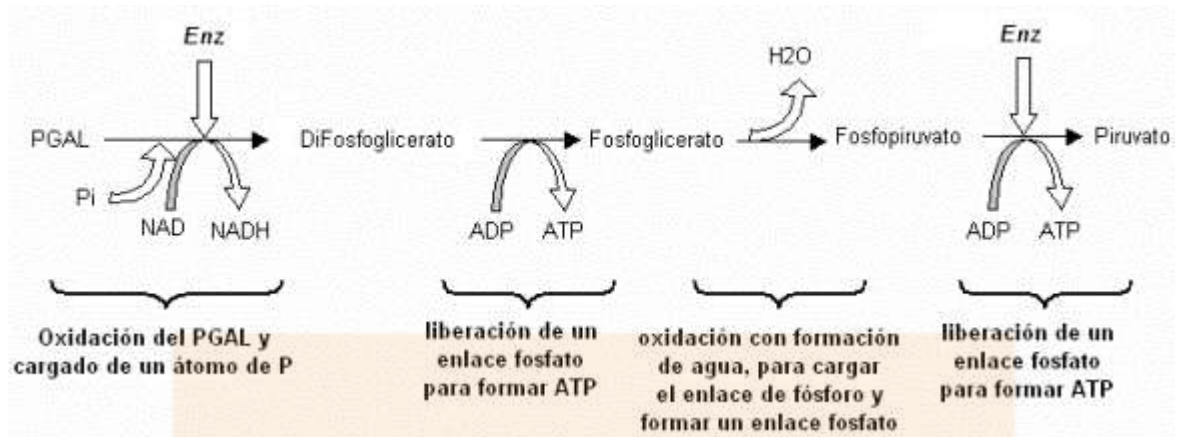 Enz
Enz
H2O
PGAL
DiFosfoglicerato
Fosfoglicerato
Fosfopiruvato
Piruvato
Pi
NAD
NADH
ADP
ATP
ADP
ATP
Oxidación del PGAL y
cargado de un átomo de P
liberación de un
enlace fosfato
para formar ATP
oxidación con formación
de agua, para cargar
el enlace de fósforo y
formar un enlace fosfato
liberación de un
enlace fosfato
para formar ATP